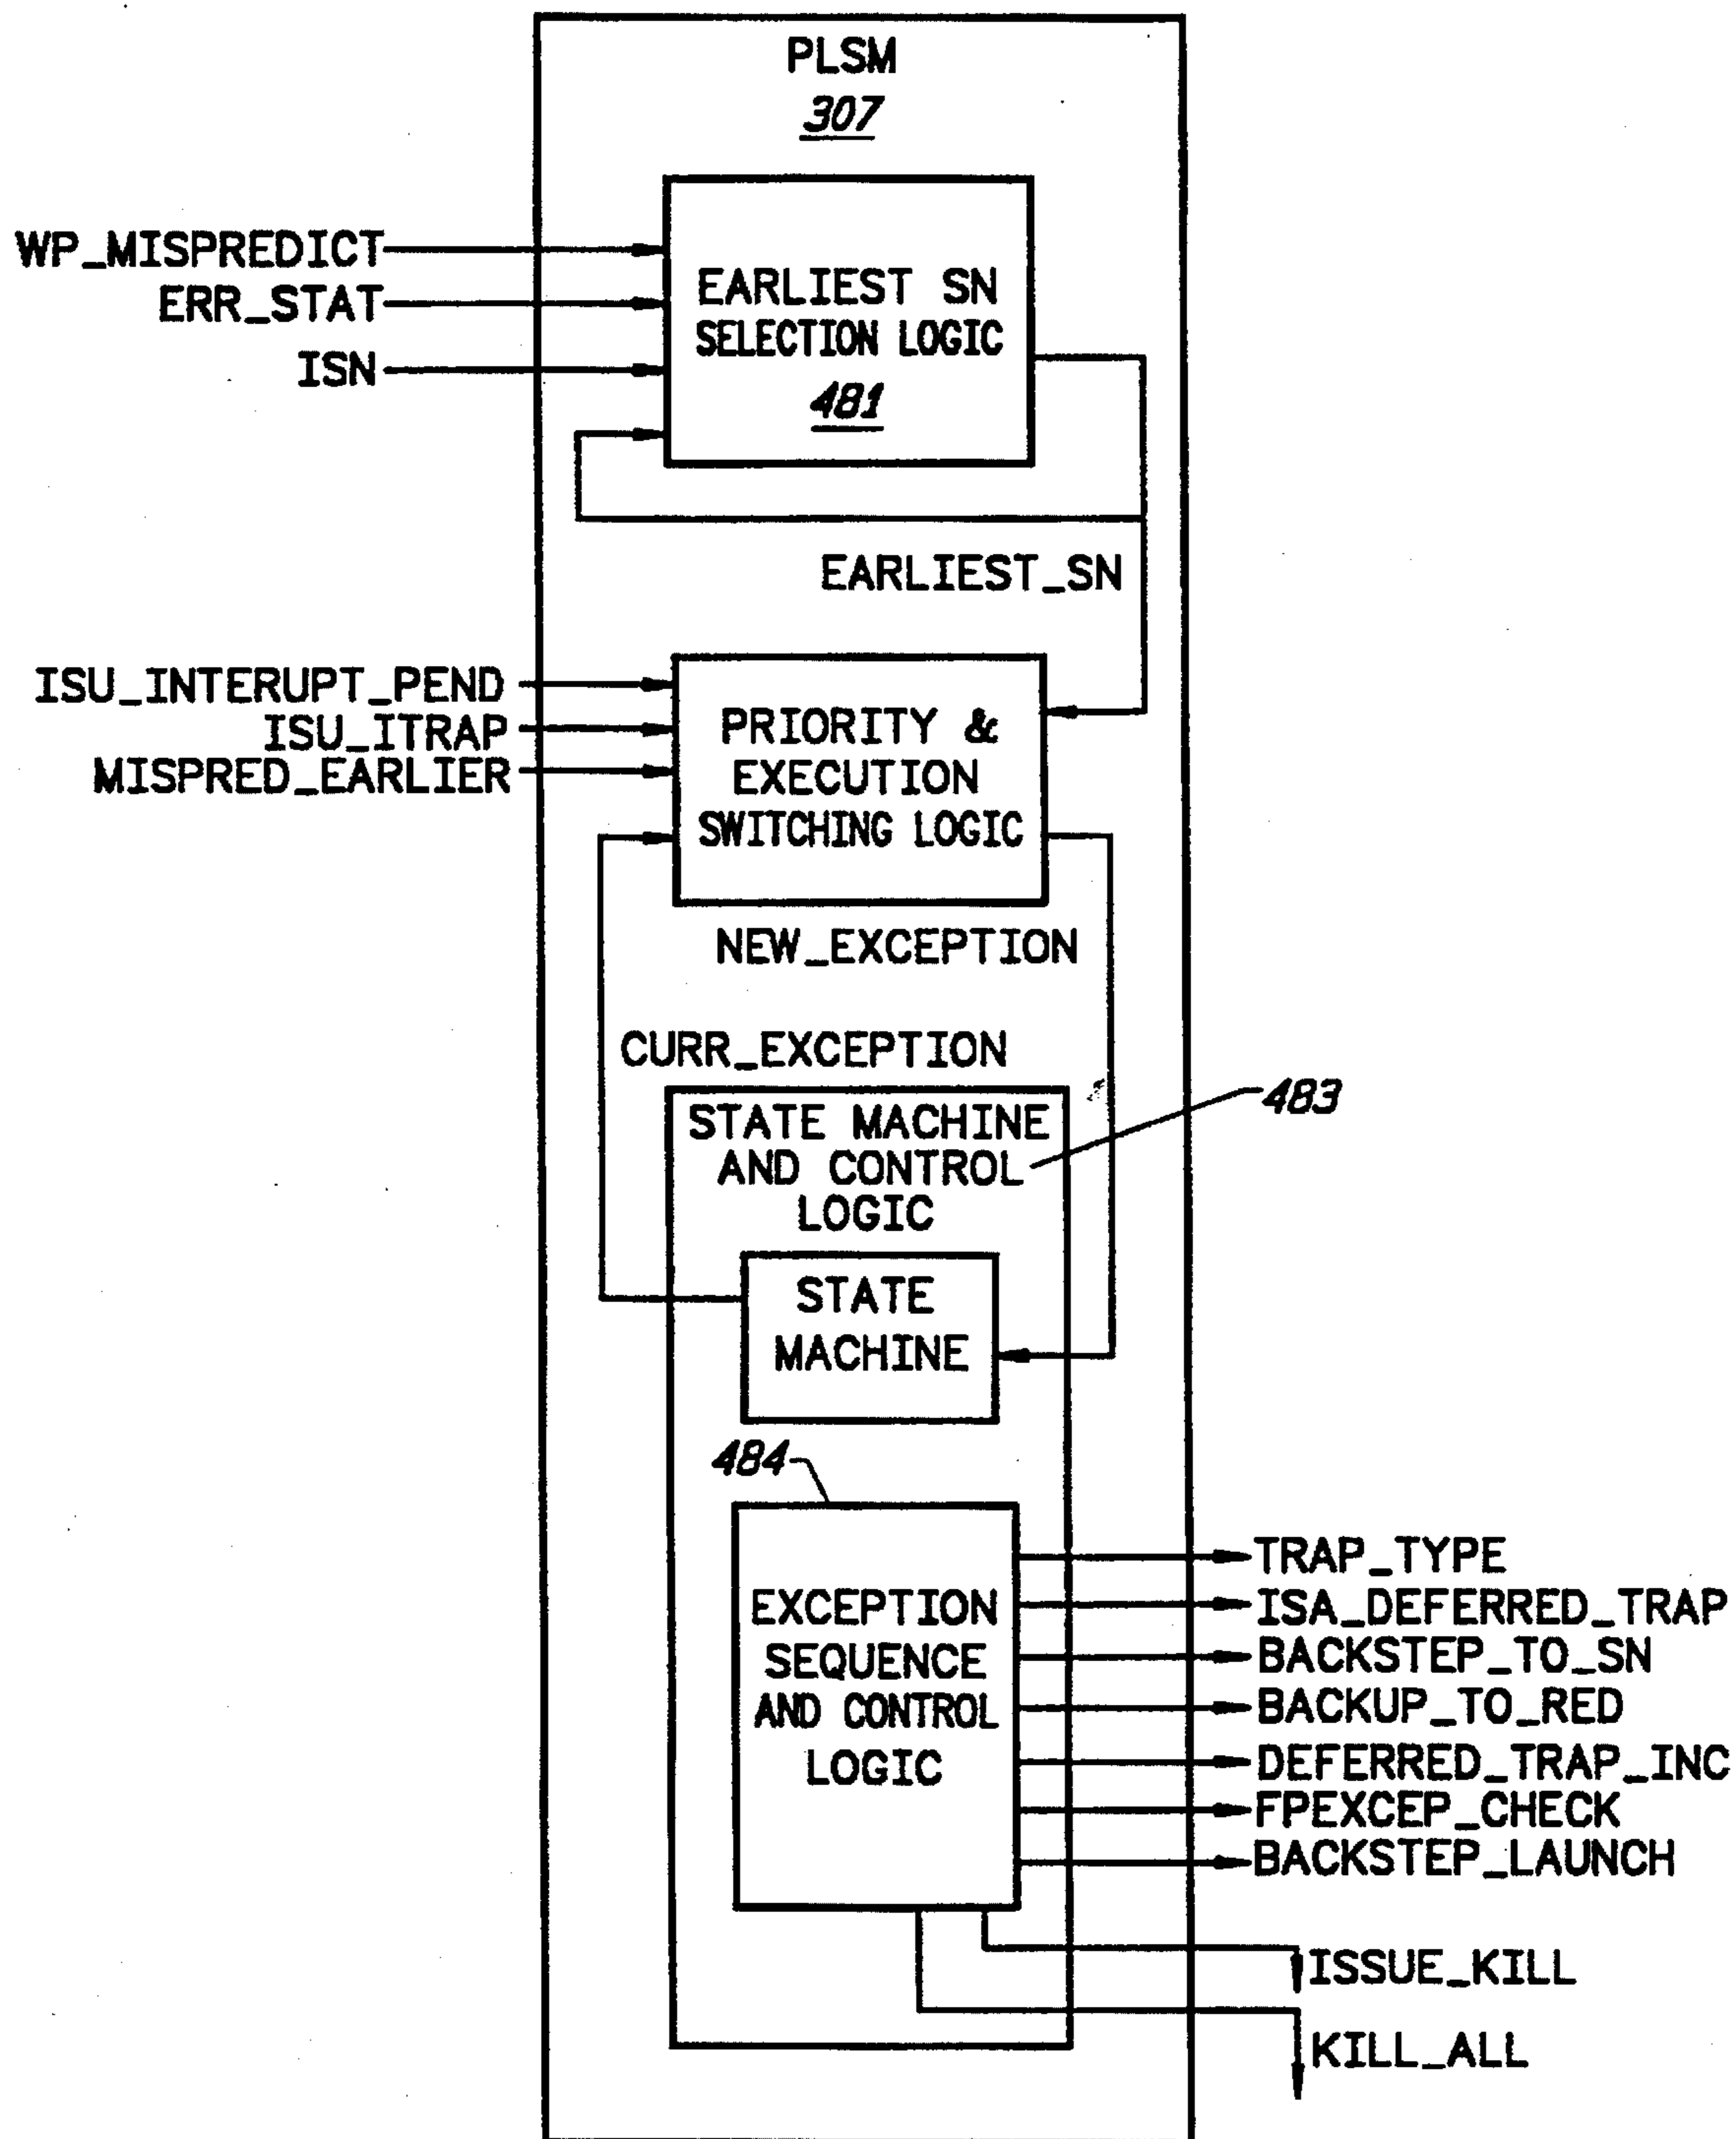 PLSM
307
WP_MISPREDICT
ERR_STAT
ISN
EARLIEST SN
SELECTION LOGIC
481
EARLIEST_SN
ISU_INTERUPT_PEND
ISU_ITRAP
MISPRED_EARLIER
PRIORITY &
EXECUTION
SWITCHING LOGIC
NEW_EXCEPTION
CURR_EXCEPTION
STATE MACHINE
AND CONTROL
LOGIC
483
STATE
MACHINE
484
EXCEPTION
SEQUENCE
AND CONTROL
LOGIC
TRAP_TYPE
ISA_DEFERRED_TRAP
BACKSTEP_TO_SN
BACKUP_TO_RED
DEFERRED_TRAP_INC
FPEXCEP_CHECK
BACKSTEP_LAUNCH
ISSUE_KILL
KILL_ALL